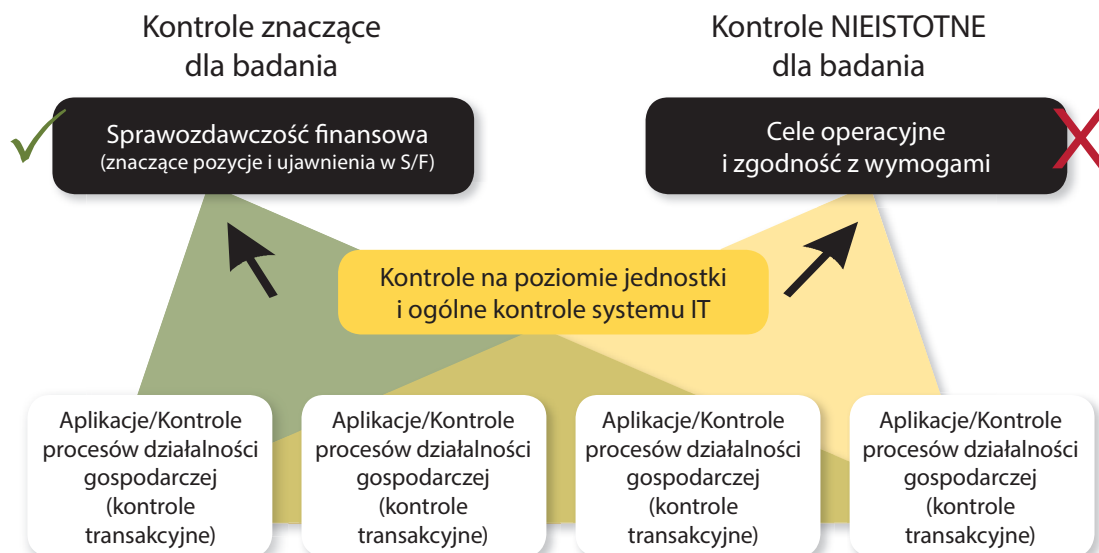 Kontrole znaczące
dla badania
Kontrole NIEISTOTNE
dla badania
Sprawozdawczość finansowa
(znaczące pozycje i ujawnienia w S/F)
Cele operacyjne
i zgodność z wymogami
Kontrole na poziomie jednostki
i ogólne kontrole systemu IT
Aplikacje/Kontrole
procesów działalności
gospodarczej
(kontrole
transakcyjne)
Aplikacje/Kontrole
procesów działalności
gospodarczej
(kontrole
transakcyjne)
Aplikacje/Kontrole
procesów działalności
gospodarczej
(kontrole
transakcyjne)
Aplikacje/Kontrole
procesów działalności
gospodarczej
(kontrole
transakcyjne)